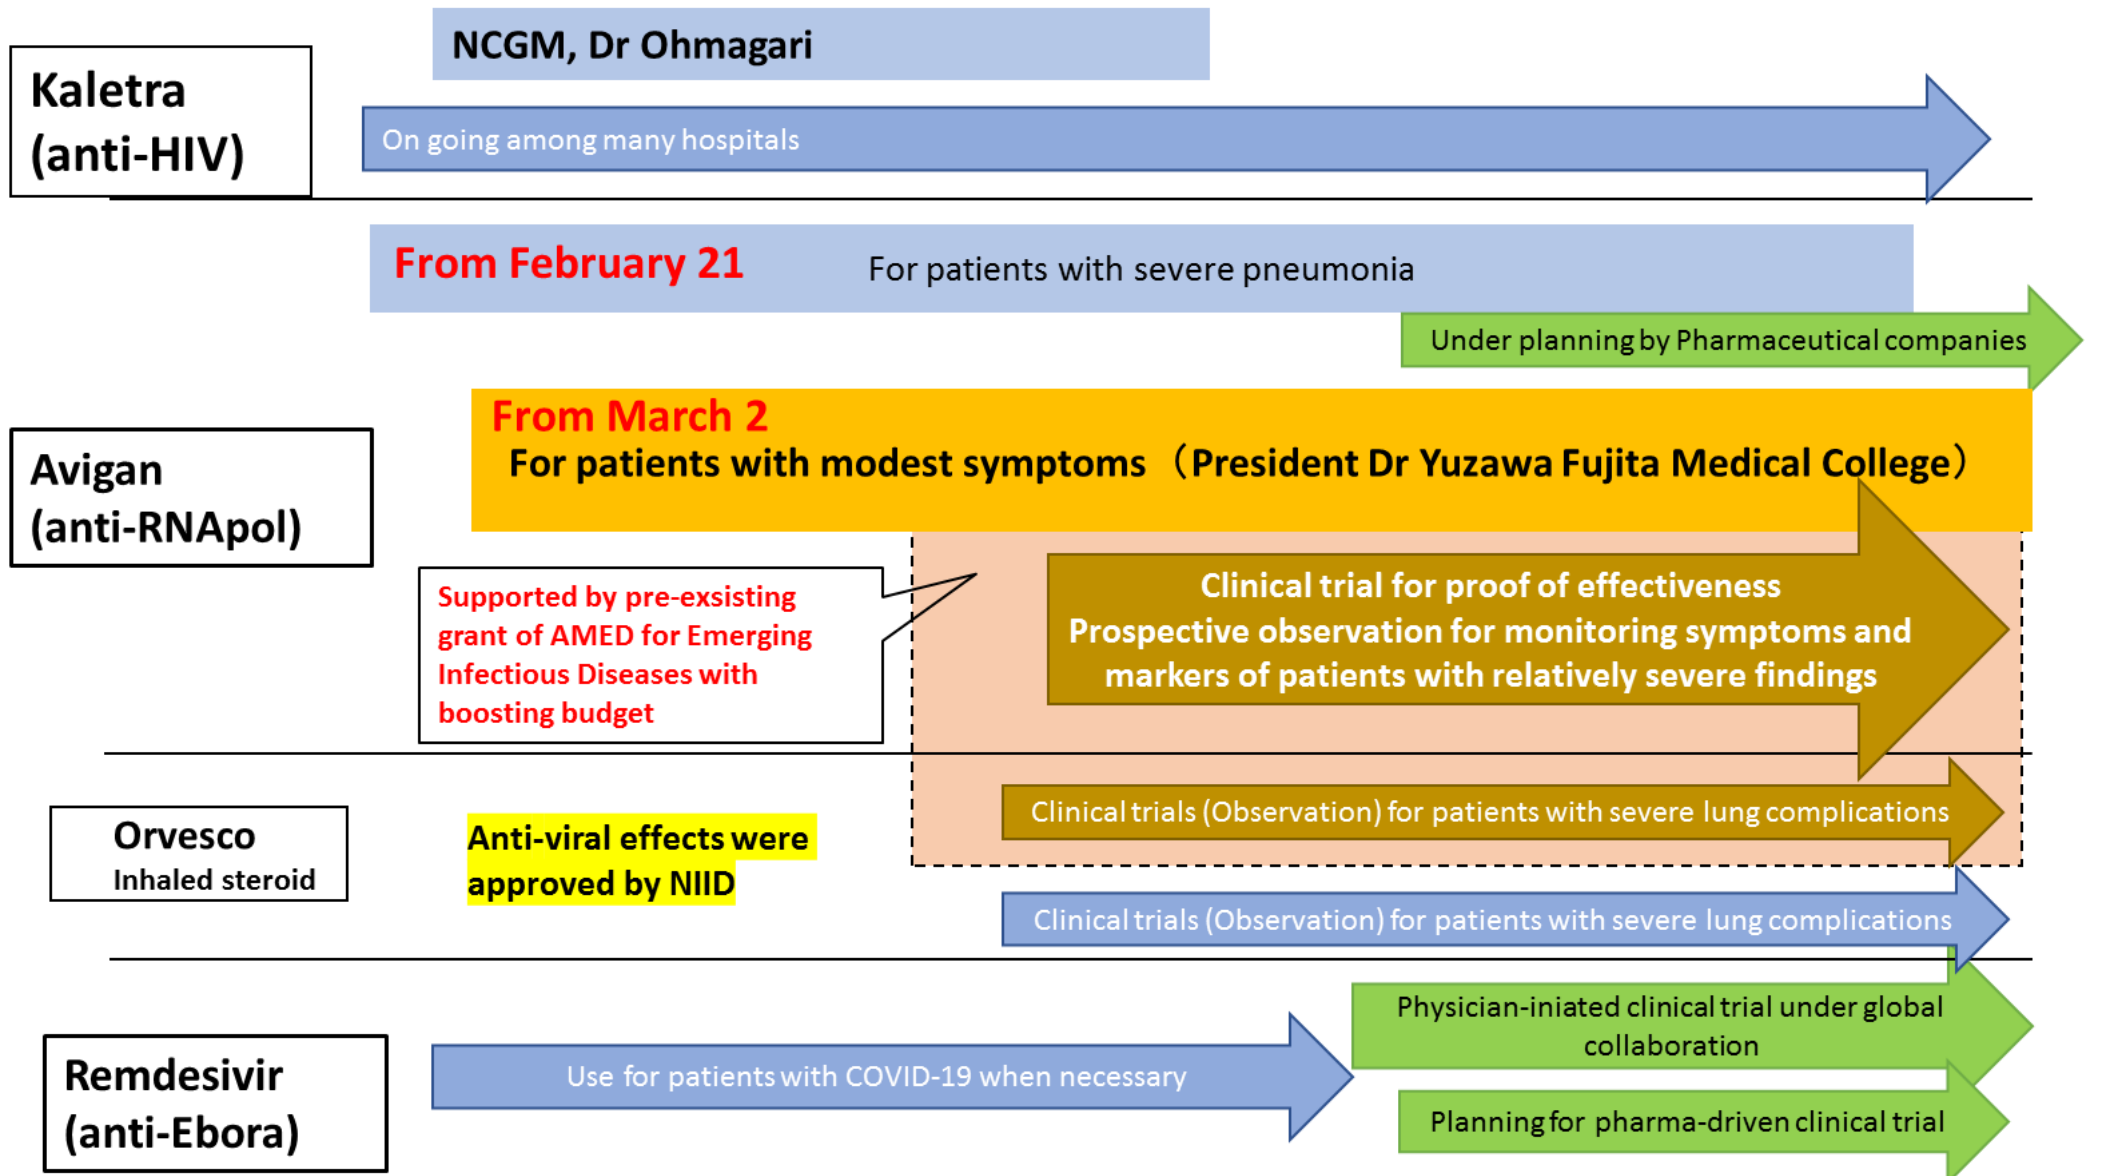 NCGM, Dr Ohmagari
Kaletra
(anti-HIV)
On going among many hospitals
From February 21
For patients with severe pneumonia
Under planning by Pharmaceutical companies
From March 2
For patients with modest symptoms（President Dr Yuzawa Fujita Medical College）
Avigan
(anti-RNApol)
Supported by pre-exsisting
grant of AMED for Emerging
Infectious Diseases with
boosting budget
Clinical trial for proof of effectiveness
Prospective observation for monitoring symptoms and
markers of patients with relatively severe findings
Orvesco
Inhaled steroid
Anti-viral effects were
approved by NIID
Clinical trials (Observation) for patients with severe lung complications
Clinical trials (Observation) for patients with severe lung complications
Remdesivir
(anti-Ebora)
Use for patients with COVID-19 when necessary
Physician-iniated clinical trial under global
collaboration
Planning for pharma-driven clinical trial